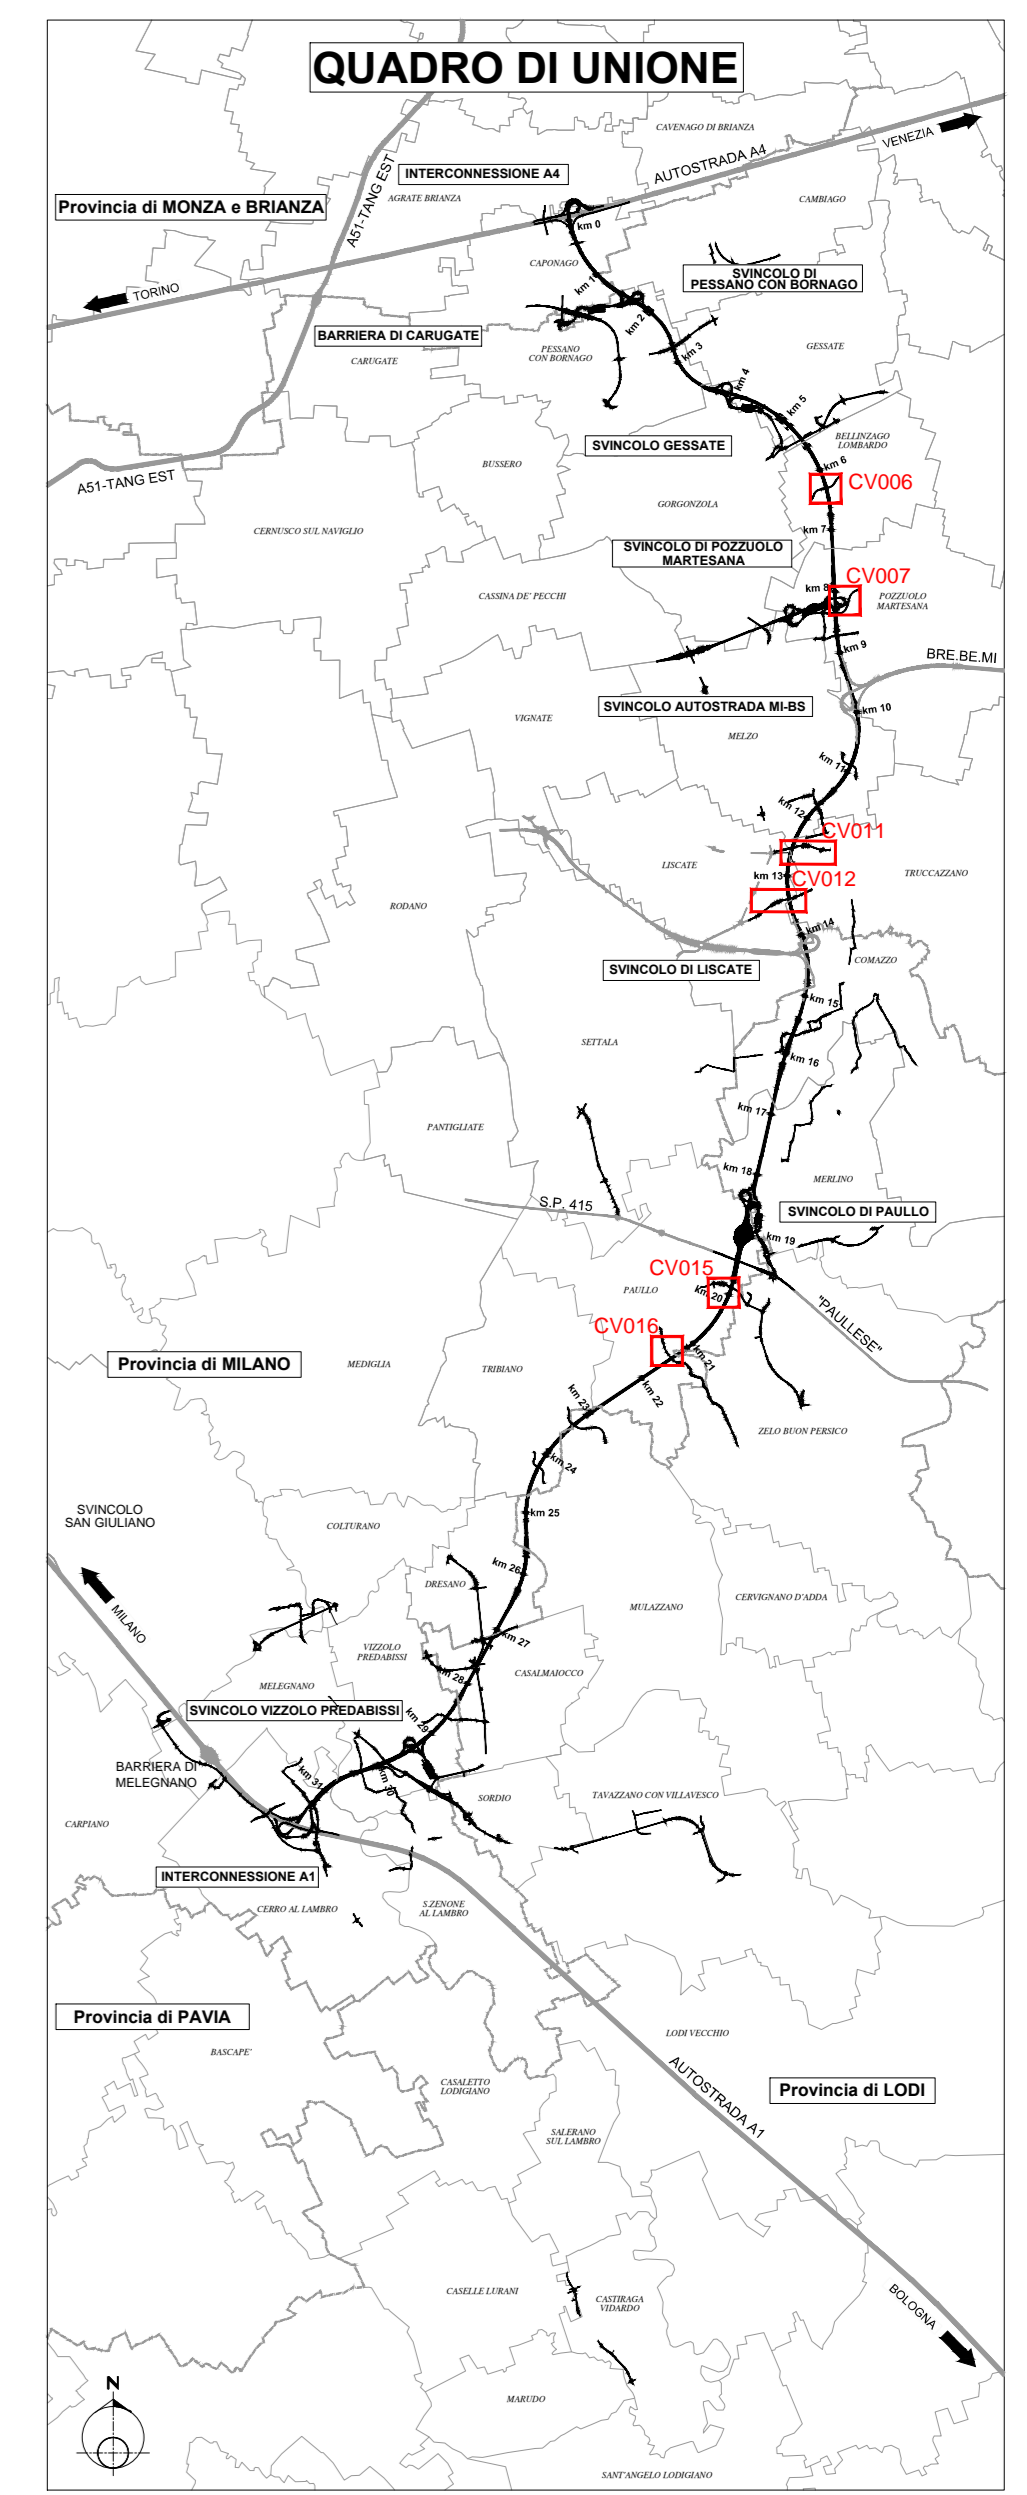 QUADRO DI UNIONE
CAVENAGO DI BRIANZA
VENEZIA
AUTOSTRADA A4
INTERCONNESSIONE A4
A51-TANG EST
AGRATE BRIANZA
CAMBIAGO
Provincia di MONZA e BRIANZA
km 0
CAPONAGO
SVINCOLO DI
PESSANO CON BORNAGO
TORINO
km 1
km 2
BARRIERA DI CARUGATE
CARUGATE
PESSANO
CON BORNAGO
km 3
GESSATE
km 4
km 5
SVINCOLO GESSATE
BELLINZAGO
LOMBARDO
BUSSERO
km 6
A51-TANG EST
CV006
GORGONZOLA
CERNUSCO SUL NAVIGLIO
km 7
SVINCOLO DI POZZUOLO
MARTESANA
CV007
km 8
CASSINA DE' PECCHI
POZZUOLO
MARTESANA
km 9
BRE.BE.MI
SVINCOLO AUTOSTRADA MI-BS
km 10
VIGNATE
MELZO
km 11
km 12
CV011
LISCATE
km 13
CV012
TRUCCAZZANO
RODANO
km 14
COMAZZO
SVINCOLO DI LISCATE
km 15
SETTALA
km 16
km 17
PANTIGLIATE
km 18
MERLINO
S.P. 415
SVINCOLO DI PAULLO
km 19
CV015
PAULLO
km 20
"PAULLESE"
CV016
Provincia di MILANO
MEDIGLIA
TRIBIANO
km 21
km 22
km 23
ZELO BUON PERSICO
km 24
SVINCOLO
SAN GIULIANO
km 25
COLTURANO
km 26
DRESANO
CERVIGNANO D'ADDA
MULAZZANO
MILANO
km 27
VIZZOLO
PREDABISSI
CASALMAIOCCO
km 28
MELEGNANO
SVINCOLO VIZZOLO PREDABISSI
km 29
BARRIERA DI
MELEGNANO
km 31
km 30
SORDIO
TAVAZZANO CON VILLAVESCO
CARPIANO
INTERCONNESSIONE A1
CERRO AL LAMBRO
S.ZENONE
AL LAMBRO
Provincia di PAVIA
LODI VECCHIO
BASCAPE'
AUTOSTRADA A1
CASALETTO
LODIGIANO
Provincia di LODI
SALERANO
SUL LAMBRO
CASELLE LURANI
CASTIRAGA
VIDARDO
BOLOGNA
N
MARUDO
SANT'ANGELO LODIGIANO